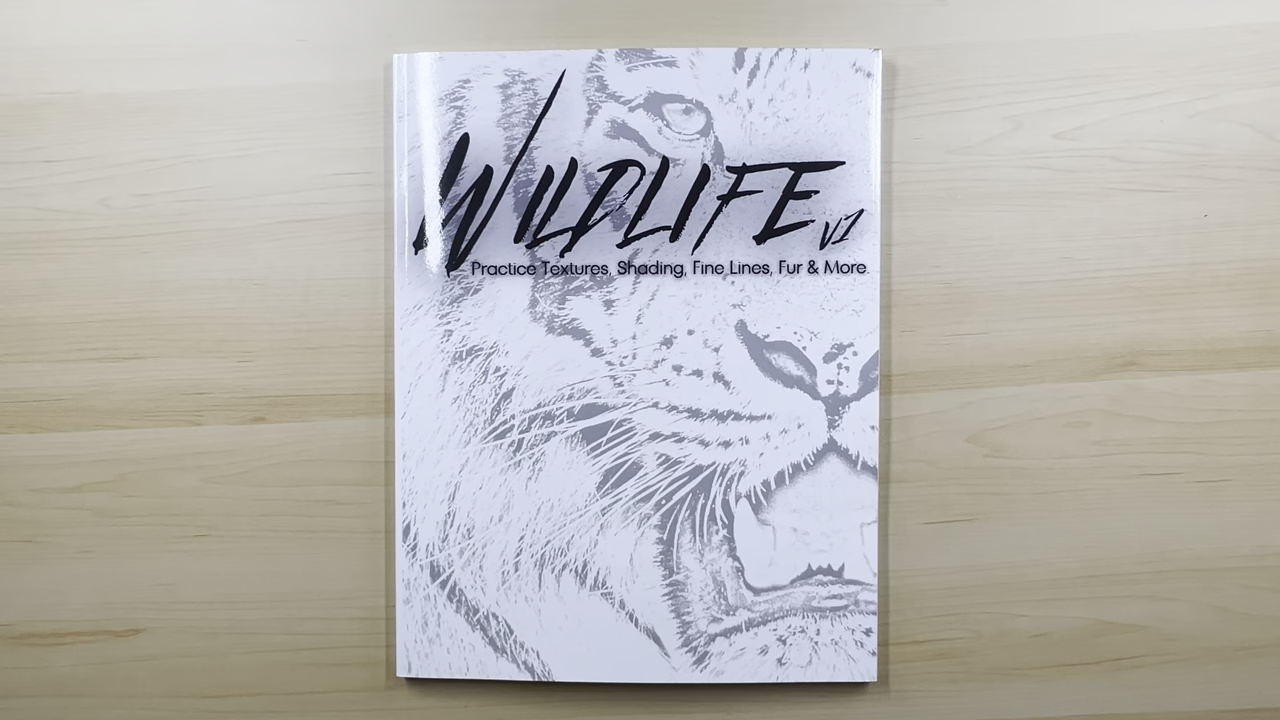 WILDLIFE V1
Practice Textures, Shading, Fine Lines, Fur & More.